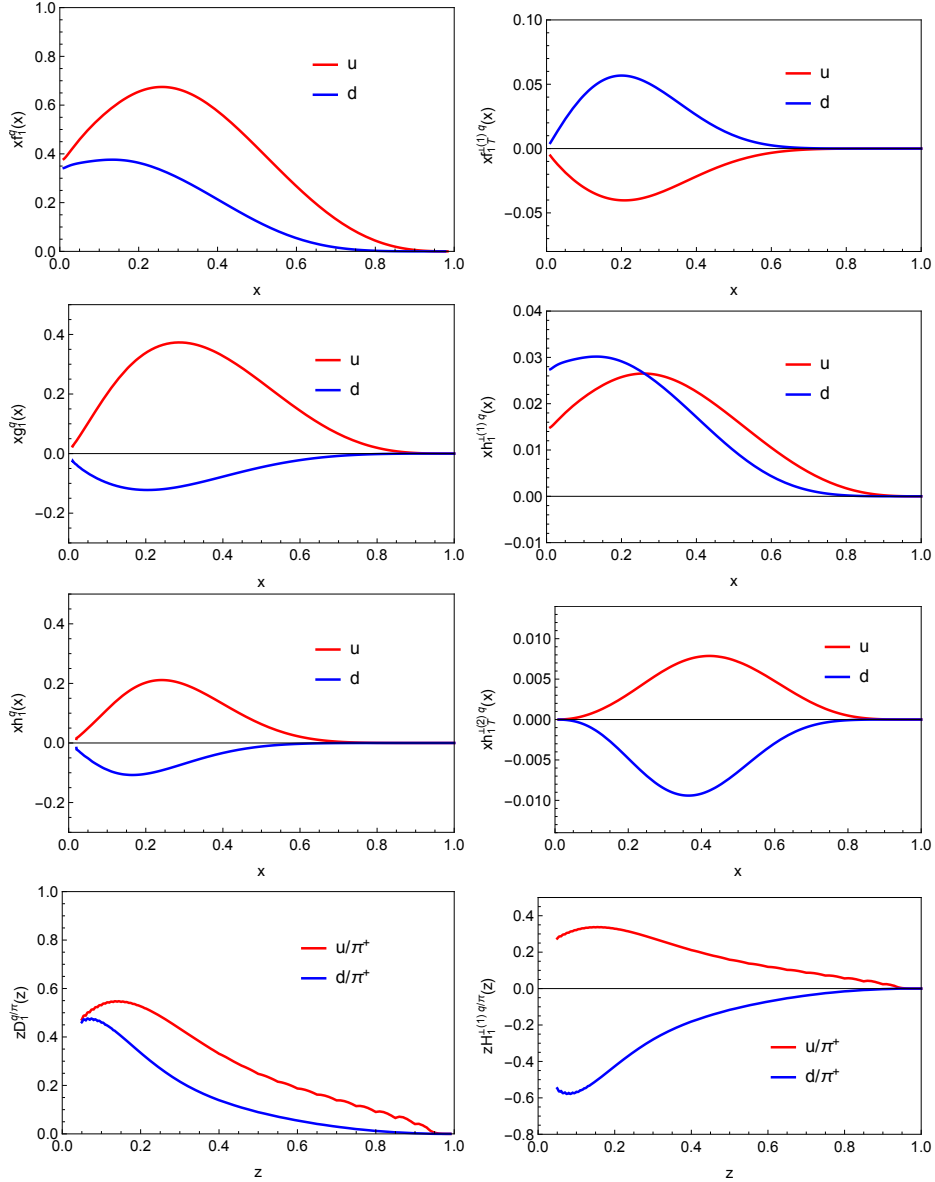 xf₁^q(x)
1.0
0.8
0.6
0.4
0.2
0.0
u
d
0.0 0.2 0.4 0.6 0.8 1.0
x
xf₁T^⊥(1) q(x)
0.10
0.05
0.00
−0.05
u
d
0.0 0.2 0.4 0.6 0.8 1.0
x
xg₁^q(x)
0.4
0.2
0.0
−0.2
u
d
0.0 0.2 0.4 0.6 0.8 1.0
x
xh₁^⊥(1) q(x)
0.04
0.03
0.02
0.01
0.00
−0.01
u
d
0.0 0.2 0.4 0.6 0.8 1.0
x
xh₁^q(x)
0.4
0.2
0.0
−0.2
u
d
0.0 0.2 0.4 0.6 0.8 1.0
x
xh₁T^⊥(2) q(x)
0.010
0.005
0.000
−0.005
−0.010
u
d
0.0 0.2 0.4 0.6 0.8 1.0
x
zD₁^q/π(z)
1.0
0.8
0.6
0.4
0.2
0.0
u/π⁺
d/π⁺
0.0 0.2 0.4 0.6 0.8 1.0
z
zH₁^⊥(1) q/π(z)
0.4
0.2
0.0
−0.2
−0.4
−0.6
−0.8
u/π⁺
d/π⁺
0.0 0.2 0.4 0.6 0.8 1.0
z